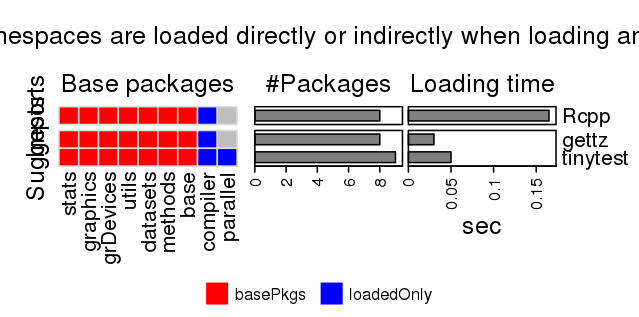 nespaces are loaded directly or indirectly when loading an
Base packages
#Packages
Loading time
Imports
Suggests
Rcpp
gettz
tinytest
stats
graphics
grDevices
utils
datasets
methods
base
compiler
parallel
0
2
4
6
8
0
0.05
0.1
0.15
sec
basePkgs
loadedOnly